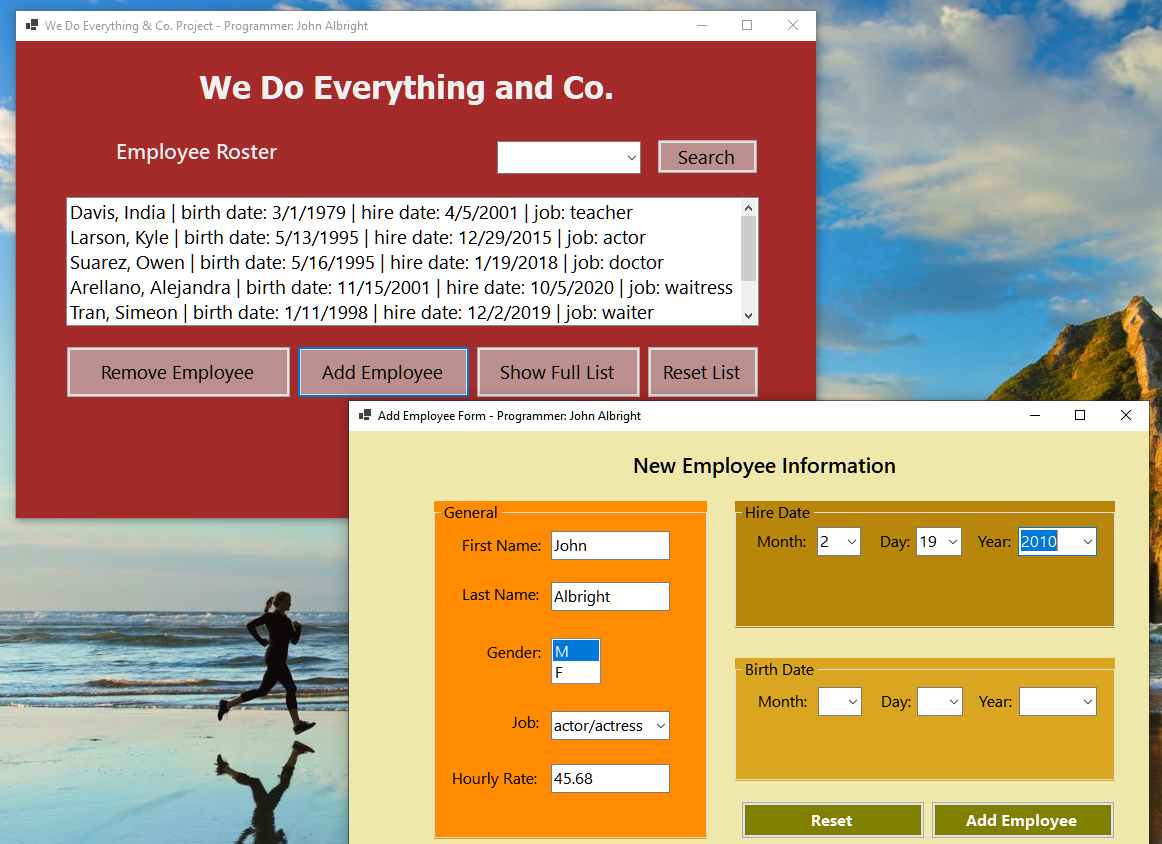 We Do Everything & Co. Project - Programmer: John Albright
We Do Everything and Co.
Employee Roster
Search
Davis, India | birth date: 3/1/1979 | hire date: 4/5/2001 | job: teacher
Larson, Kyle | birth date: 5/13/1995 | hire date: 12/29/2015 | job: actor
Suarez, Owen | birth date: 5/16/1995 | hire date: 1/19/2018 | job: doctor
Arellano, Alejandra | birth date: 11/15/2001 | hire date: 10/5/2020 | job: waitress
Tran, Simeon | birth date: 1/11/1998 | hire date: 12/2/2019 | job: waiter
Remove Employee Add Employee Show Full List Reset List
Add Employee Form - Programmer: John Albright
New Employee Information
General
First Name: John
Last Name: Albright
Gender: M
F
Job: actor/actress
Hourly Rate: 45.68
Hire Date
Month: 2 Day: 19 Year: 2010
Birth Date
Month: Day: Year:
Reset Add Employee